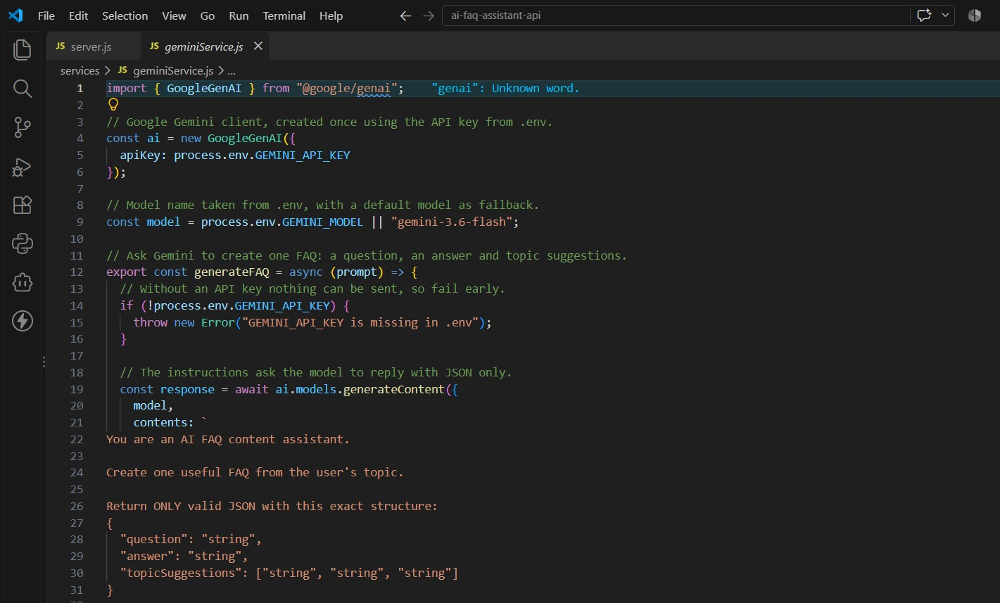 File Edit Selection View Go Run Terminal Help ai-faq-assistant-api
JS server.js JS geminiService.js
services > JS geminiService.js > ...
1 import { GoogleGenAI } from "@google/genai"; "genai": Unknown word.
2
3 // Google Gemini client, created once using the API key from .env.
4 const ai = new GoogleGenAI({
5 apiKey: process.env.GEMINI_API_KEY
6 });
7
8 // Model name taken from .env, with a default model as fallback.
9 const model = process.env.GEMINI_MODEL || "gemini-3.6-flash";
10
11 // Ask Gemini to create one FAQ: a question, an answer and topic suggestions.
12 export const generateFAQ = async (prompt) => {
13 // Without an API key nothing can be sent, so fail early.
14 if (!process.env.GEMINI_API_KEY) {
15 throw new Error("GEMINI_API_KEY is missing in .env");
16 }
17
18 // The instructions ask the model to reply with JSON only.
19 const response = await ai.models.generateContent({
20 model,
21 contents: `
22 You are an AI FAQ content assistant.
23
24 Create one useful FAQ from the user's topic.
25
26 Return ONLY valid JSON with this exact structure:
27 {
28 "question": "string",
29 "answer": "string",
30 "topicSuggestions": ["string", "string", "string"]
31 }